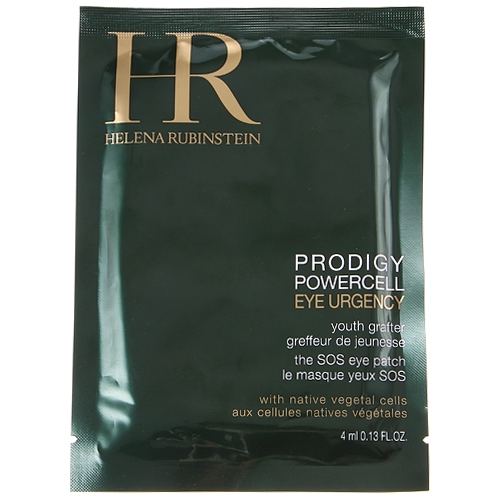 HR
HELENA RUBINSTEIN
PRODIGY
POWERCELL
EYE URGENCY
youth grafter
greffeur de jeunesse
the SOS eye patch
le masque yeux SOS
with native vegetal cells
aux cellules natives végétales
4 ml 0.13 FL.OZ.